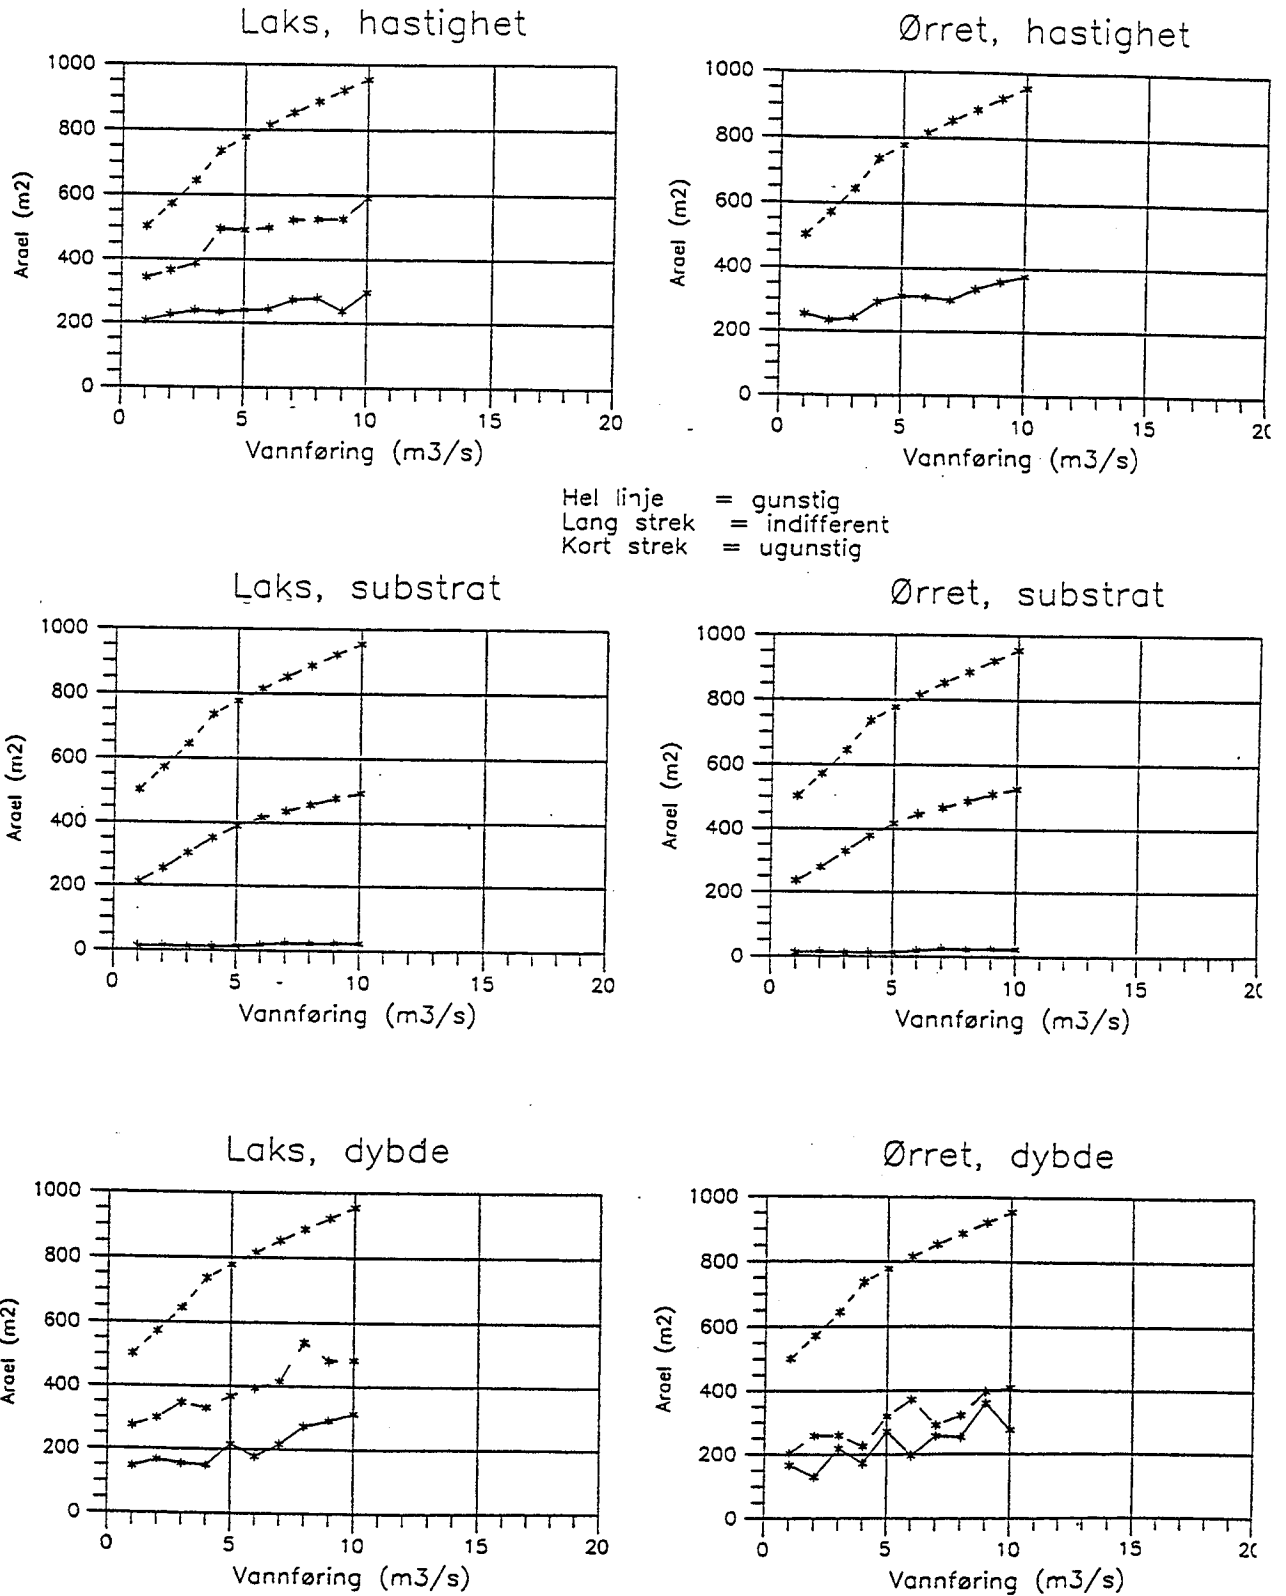 Laks, hastighet
1000
800
600
400
200
0
Arael (m2)
0 5 10 15 20
Vannføring (m3/s)
Ørret, hastighet
1000
800
600
400
200
0
Arael (m2)
0 5 10 15 20
Vannføring (m3/s)
Hel linje = gunstig
Lang strek = indifferent
Kort strek = ugunstig
Laks, substrat
1000
800
600
400
200
0
Arael (m2)
0 5 10 15 20
Vannføring (m3/s)
Ørret, substrat
1000
800
600
400
200
0
Arael (m2)
0 5 10 15 20
Vannføring (m3/s)
Laks, dybde
1000
800
600
400
200
0
Arael (m2)
0 5 10 15 20
Vannføring (m3/s)
Ørret, dybde
1000
800
600
400
200
0
Arael (m2)
0 5 10 15 20
Vannføring (m3/s)